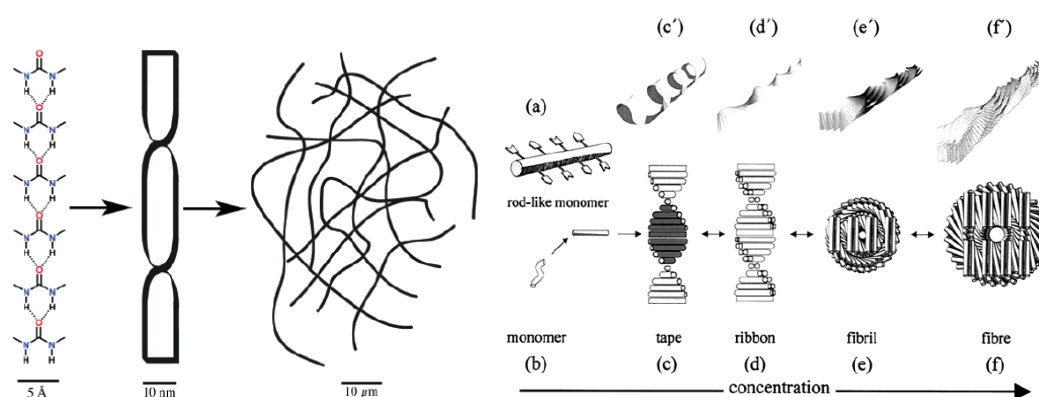 O
N N
H H
O
N N
H H
O
N N
H H
O
N N
H H
O
N N
H H
O
N N
H H
5 Å
10 nm
10 µm
(a)
rod-like monomer
(c´)
(d´)
(e´)
(f´)
monomer
tape
ribbon
fibril
fibre
(b)
(c)
(d)
(e)
(f)
concentration